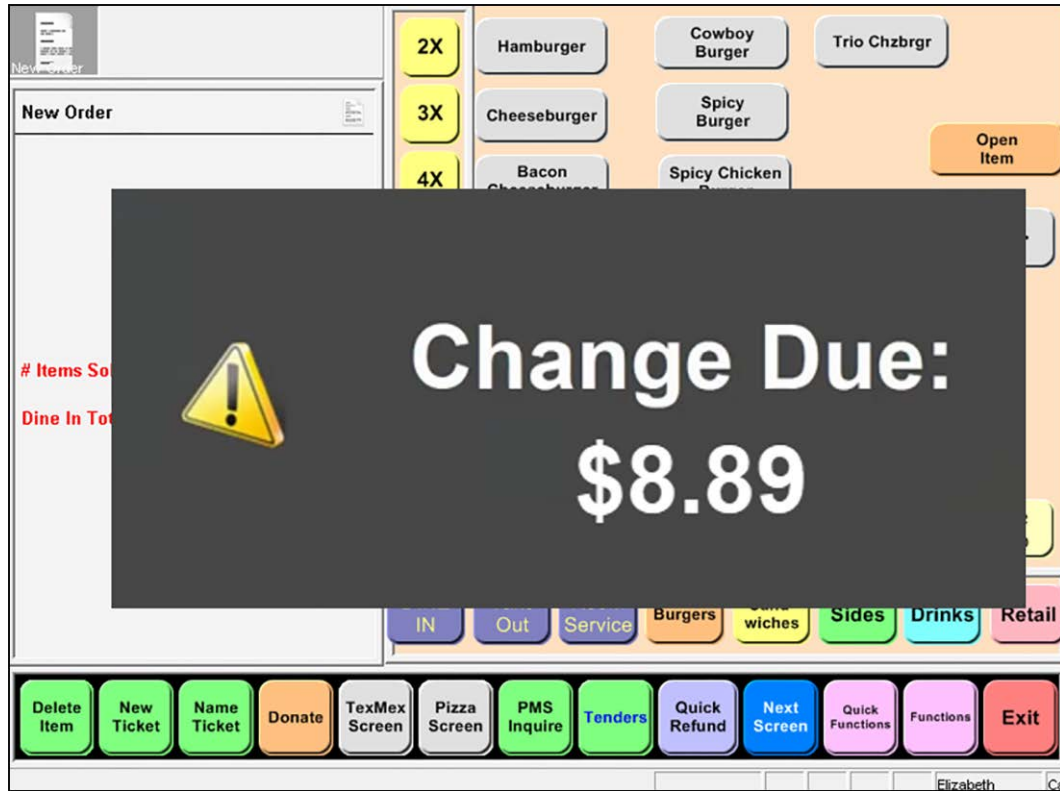 New Order
New Order
2X
Hamburger
Cowboy
Burger
Trio Chzbrgr
3X
Cheeseburger
Spicy
Burger
Open
Item
4X
Bacon
Spicy Chicken
# Items
Dine In
Change Due:
$8.89
IN
Out
Service
Burgers
wiches
Sides
Drinks
Retail
Delete
Item
New
Ticket
Name
Ticket
Donate
TexMex
Screen
Pizza
Screen
PMS
Inquire
Tenders
Quick
Refund
Next
Screen
Quick
Functions
Functions
Exit
Elizabeth